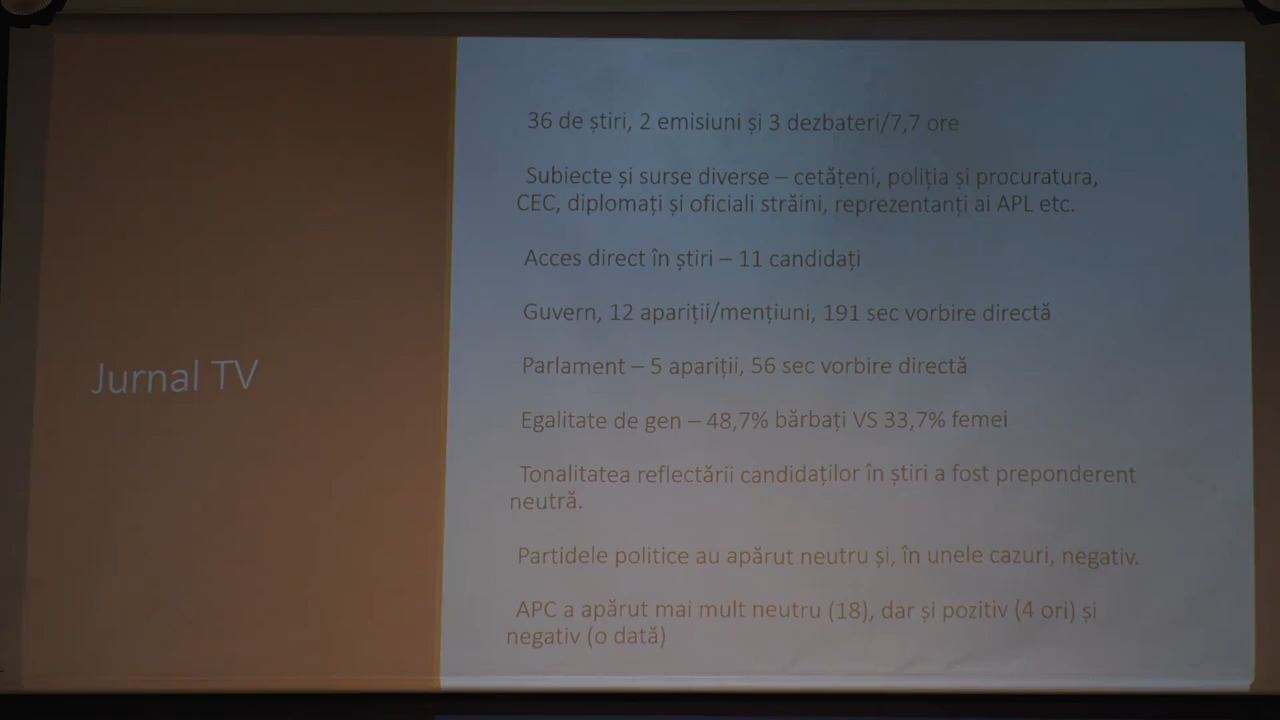 Jurnal TV
36 de știri, 2 emisiuni și 3 dezbateri/7,7 ore
Subiecte și surse diverse – cetățeni, poliția și procuratura,
CEC, diplomați și oficiali străini, reprezentanți ai APL etc.
Acces direct în știri – 11 candidați
Guvern, 12 apariții/mențiuni, 191 sec vorbire directă
Parlament – 5 apariții, 56 sec vorbire directă
Egalitate de gen – 48,7% bărbați VS 33,7% femei
Tonalitatea reflectării candidaților în știri a fost preponderent
neutră.
Partidele politice au apărut neutru și, în unele cazuri, negativ.
APC a apărut mai mult neutru (18), dar și pozitiv (4 ori) și
negativ (o dată)